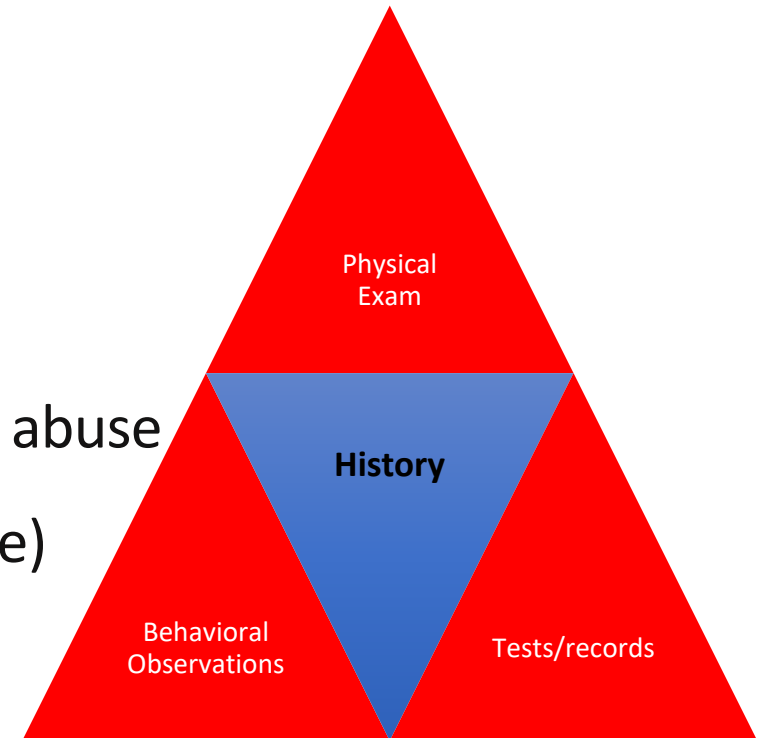 Physical
Exam
abuse
History
e)
Behavioral
Observations
Tests/records